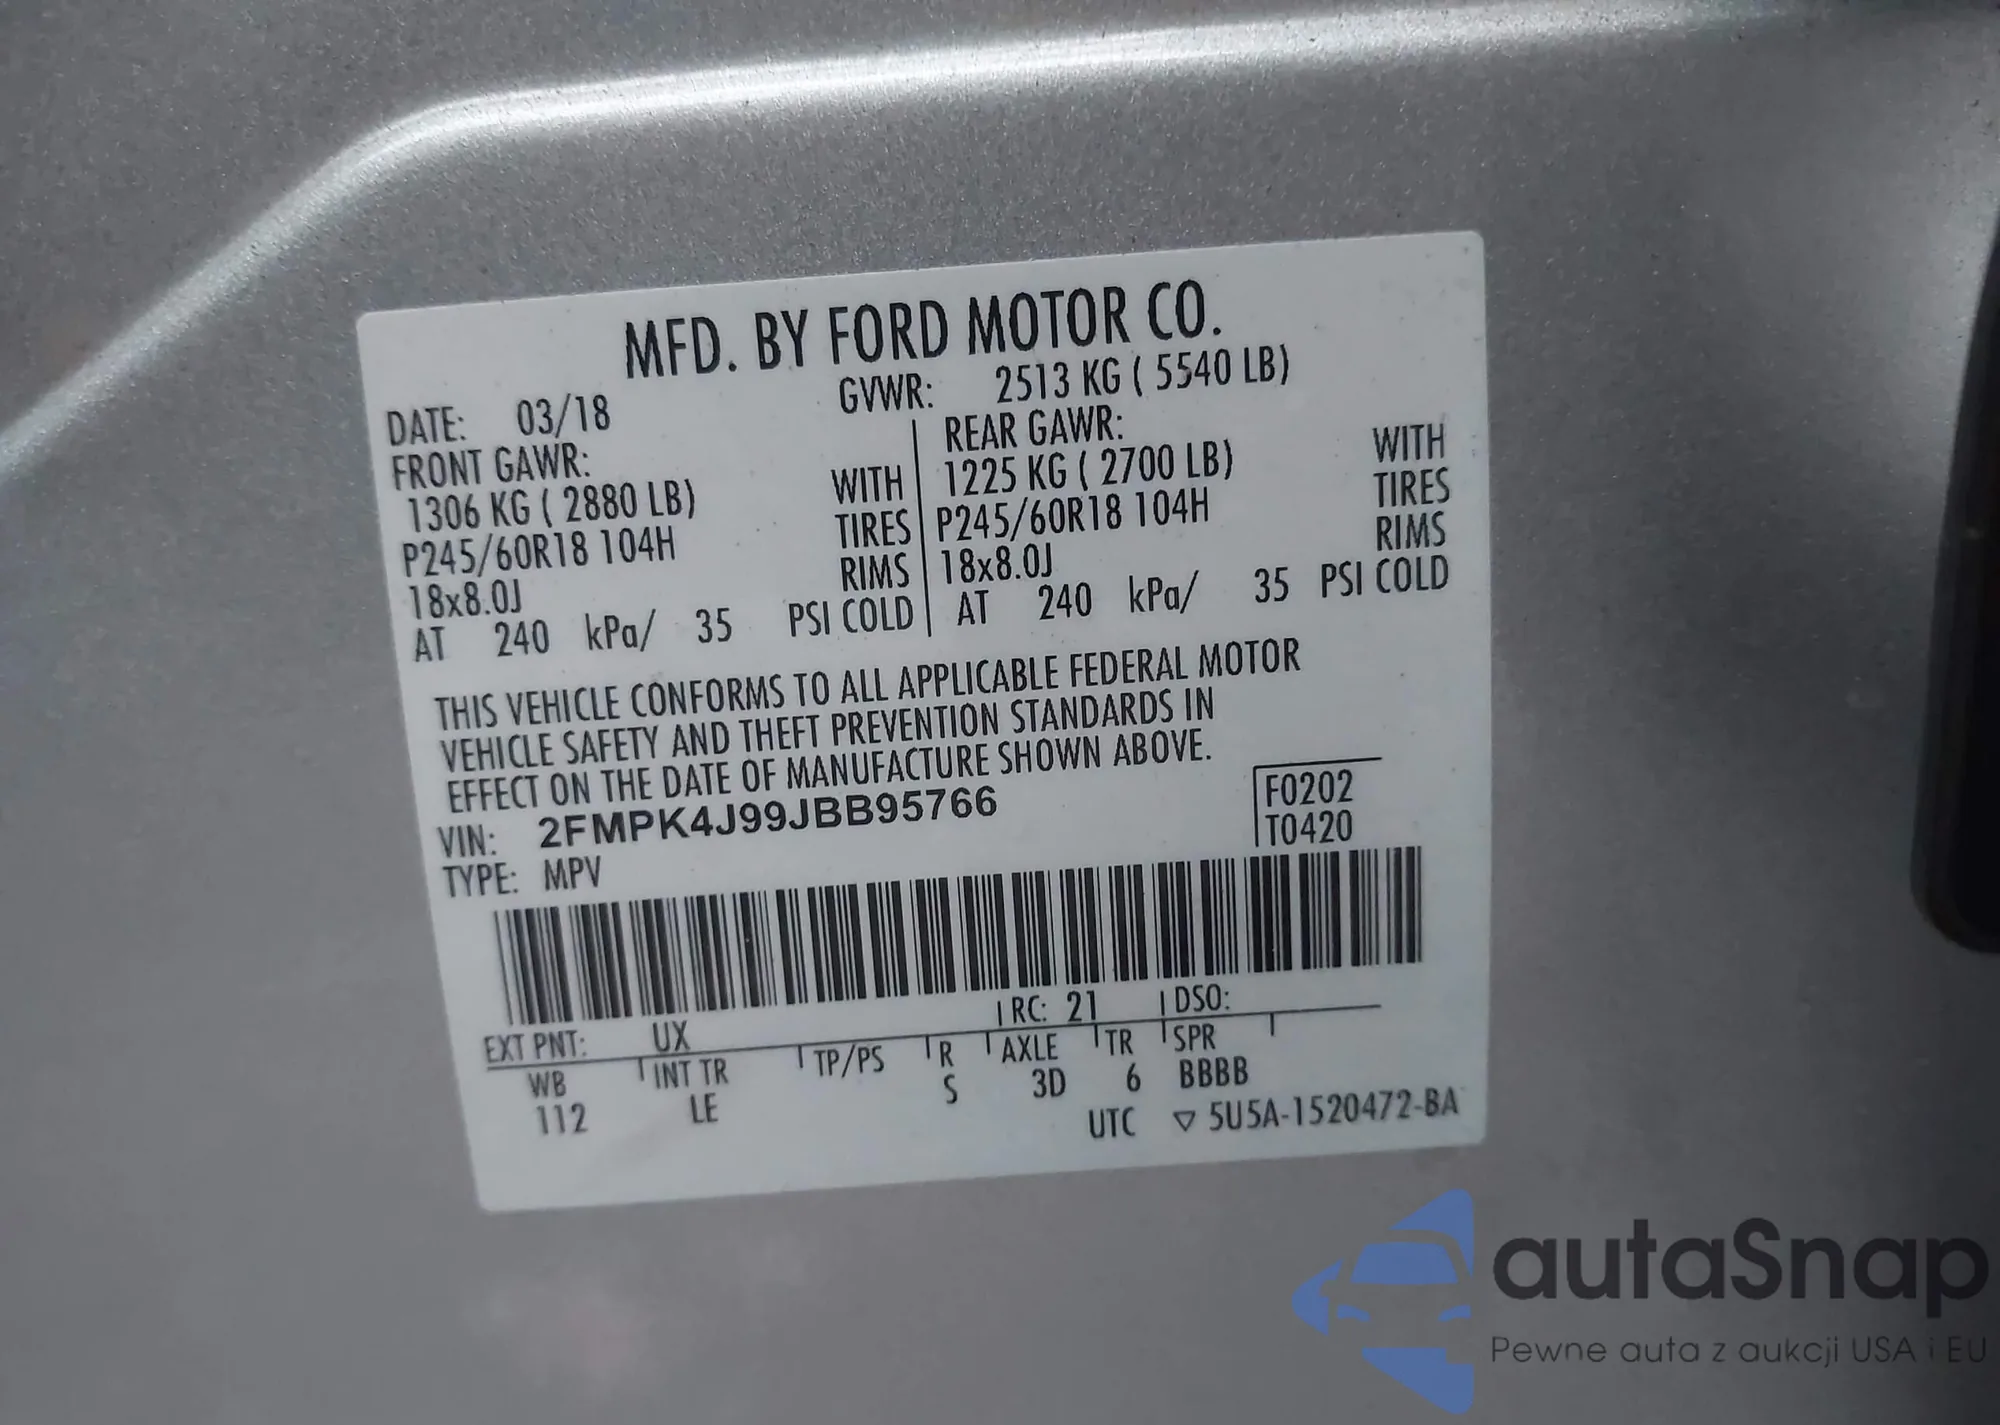 MFD. BY FORD MOTOR CO.
DATE: 03/18 GVWR: 2513 KG ( 5540 LB)
FRONT GAWR: REAR GAWR:
1306 KG ( 2880 LB) WITH 1225 KG ( 2700 LB) WITH
P245/60R18 104H TIRES P245/60R18 104H TIRES
18x8.0J RIMS 18x8.0J RIMS
AT 240 kPa/ 35 PSI COLD AT 240 kPa/ 35 PSI COLD
THIS VEHICLE CONFORMS TO ALL APPLICABLE FEDERAL MOTOR
VEHICLE SAFETY AND THEFT PREVENTION STANDARDS IN
EFFECT ON THE DATE OF MANUFACTURE SHOWN ABOVE.
VIN: 2FMPK4J99JBB95766 F0202
TYPE: MPV T0420
EXT PNT: UX RC: 21 DSO:
WB INT TR TP/PS R AXLE TR SPR
112 LE S 3D 6 BBBB
UTC ▽ 5U5A-1520472-BA
autaSnap
Pewne auta z aukcji USA i EU